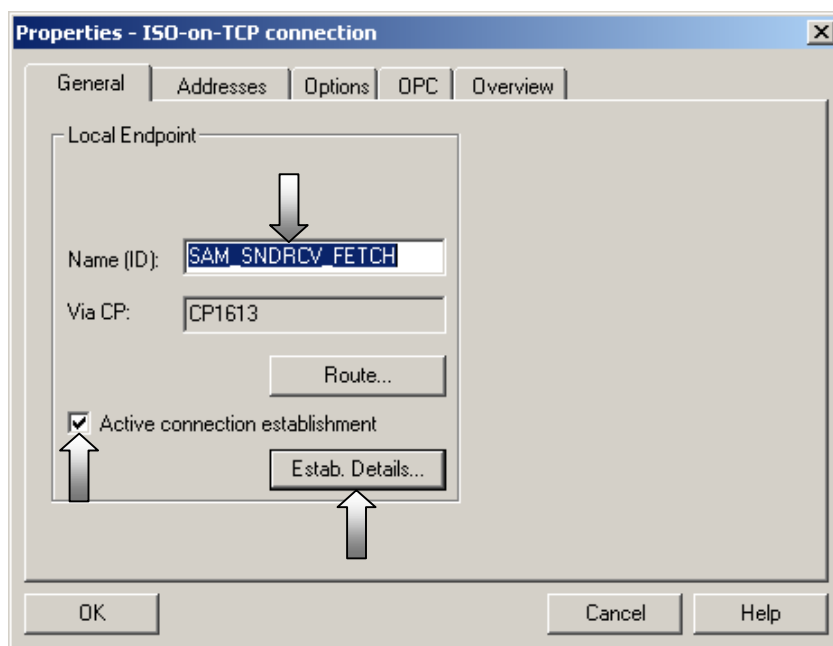 Properties - ISO-on-TCP connection
General Addresses Options OPC Overview
Local Endpoint
Name (ID): SAM_SNDRCV_FETCH
Via CP: CP1613
Route...
Active connection establishment
Estab. Details...
OK Cancel Help